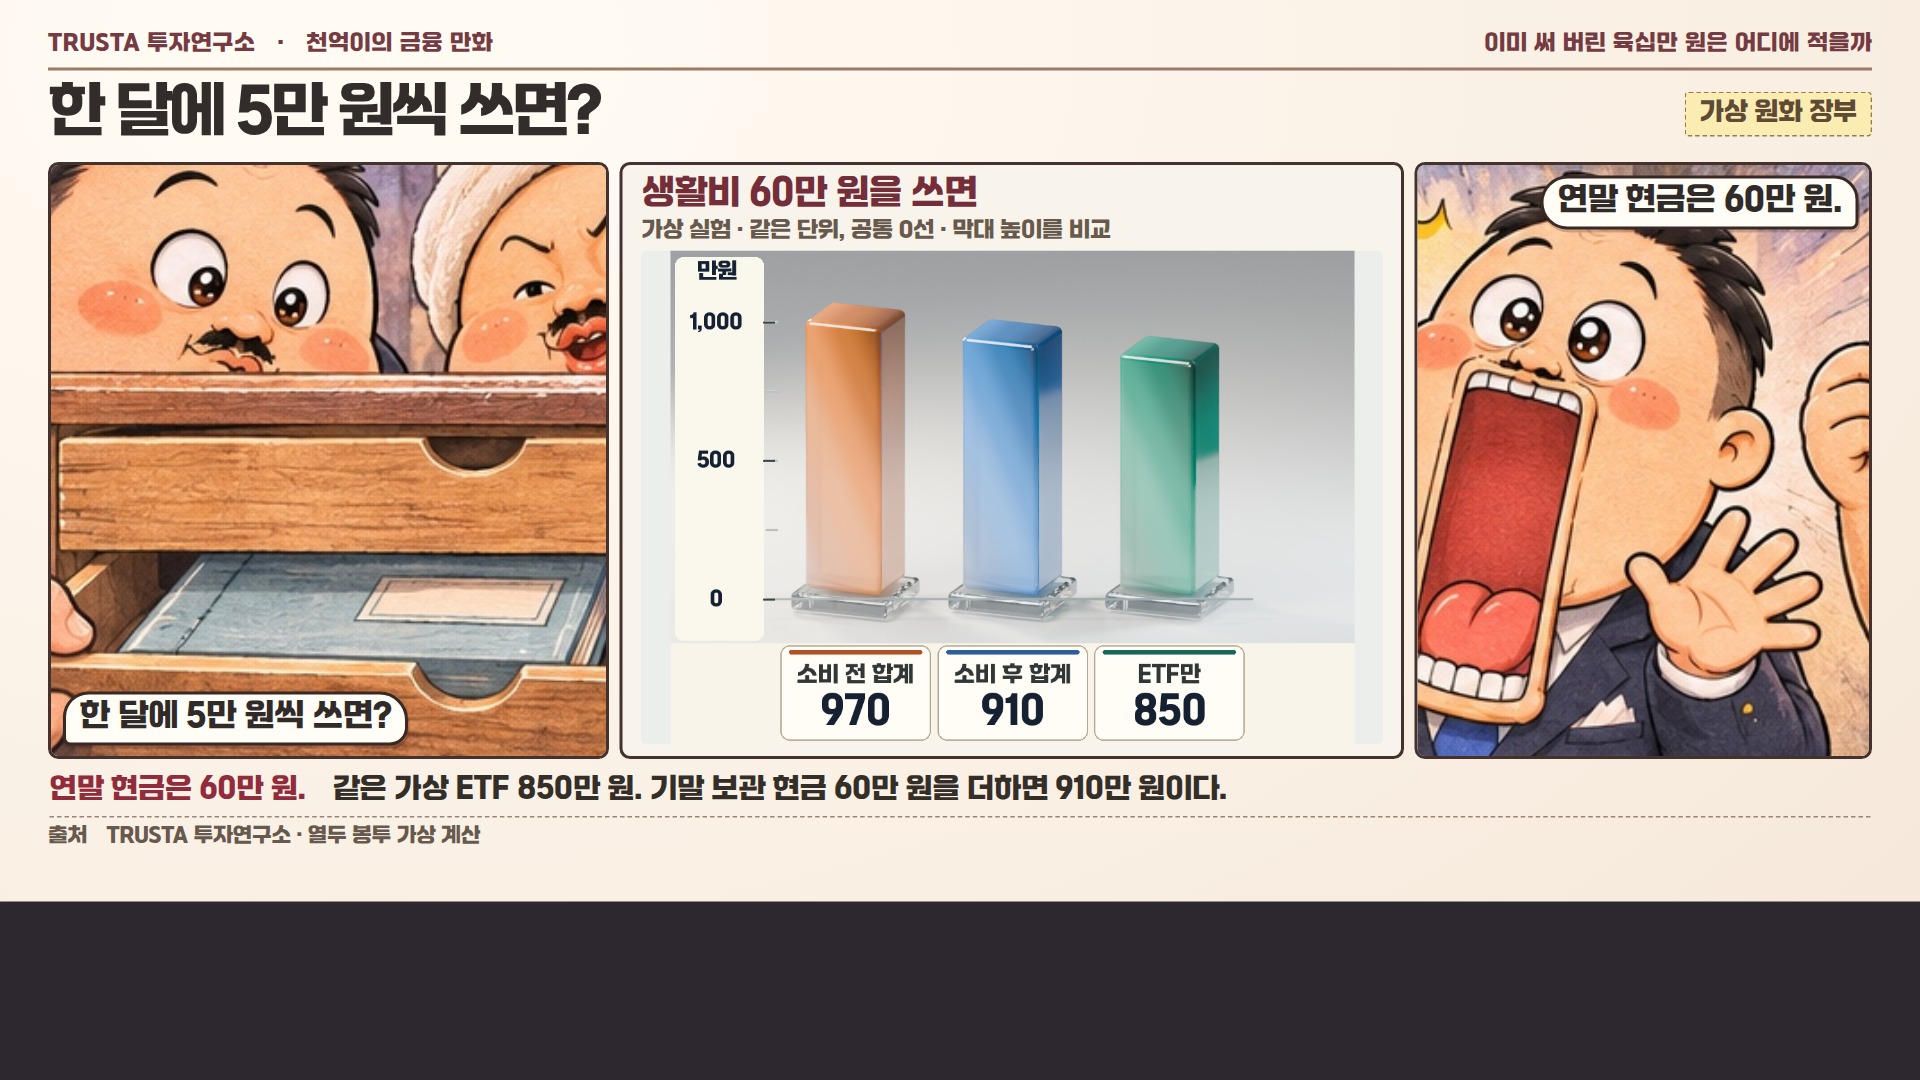 TRUSTA 투자연구소 · 천억이의 금융 만화
이미 써 버린 육십만 원은 어디에 적을까
한 달에 5만 원씩 쓰면?
가상 원화 장부
한 달에 5만 원씩 쓰면?
생활비 60만 원을 쓰면
가상 실험 · 같은 단위, 공통 0선 · 막대 높이를 비교
만원
1,000
500
0
소비 전 합계
970
소비 후 합계
910
ETF만
850
연말 현금은 60만 원.
연말 현금은 60만 원. 같은 가상 ETF 850만 원. 기말 보관 현금 60만 원을 더하면 910만 원이다.
출처 TRUSTA 투자연구소 · 열두 봉투 가상 계산